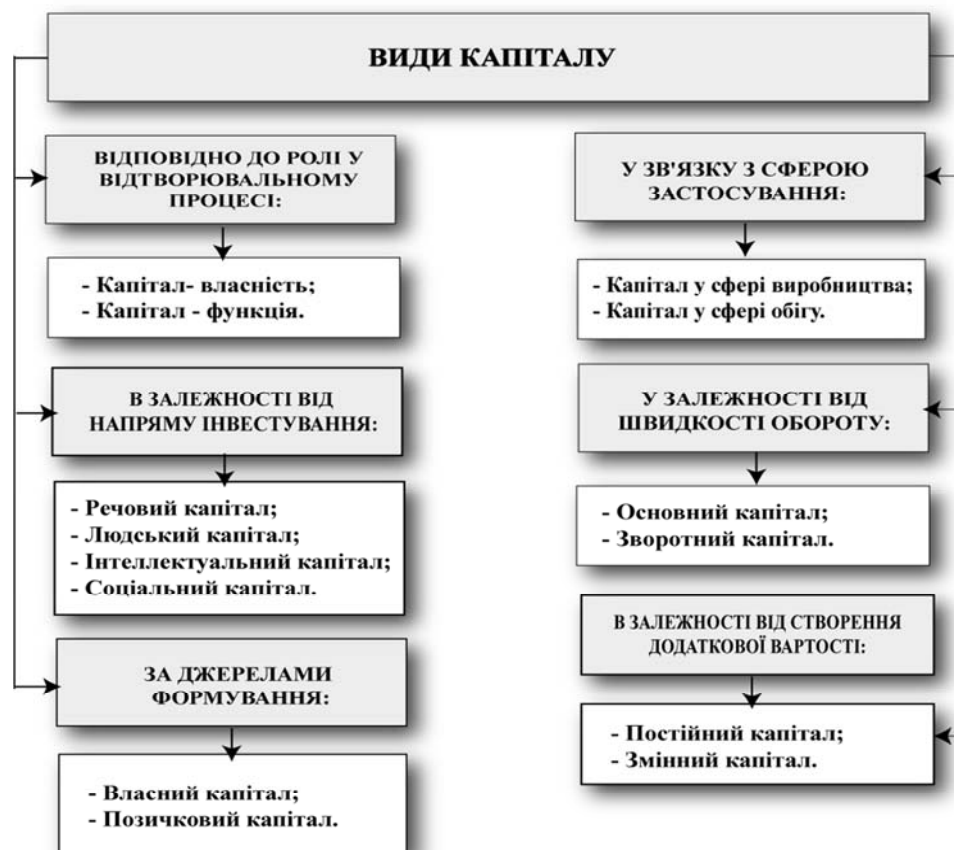 ВИДИ КАПІТАЛУ
ВІДПОВІДНО ДО РОЛІ У
ВІДТВОРЮВАЛЬНОМУ
ПРОЦЕСІ:
- Капітал- власність;
- Капітал - функція.
В ЗАЛЕЖНОСТІ ВІД
НАПРЯМУ ІНВЕСТУВАННЯ:
- Речовий капітал;
- Людський капітал;
- Інтеллектуальний капітал;
- Соціальний капітал.
ЗА ДЖЕРЕЛАМИ
ФОРМУВАННЯ:
- Власний капітал;
- Позичковий капітал.
У ЗВ'ЯЗКУ З СФЕРОЮ
ЗАСТОСУВАННЯ:
- Капітал у сфері виробництва;
- Капітал у сфері обігу.
У ЗАЛЕЖНОСТІ ВІД
ШВИДКОСТІ ОБОРОТУ:
- Основний капітал;
- Зворотний капітал.
В ЗАЛЕЖНОСТІ ВІД СТВОРЕННЯ
ДОДАТКОВОЇ ВАРТОСТІ:
- Постійний капітал;
- Змінний капітал.